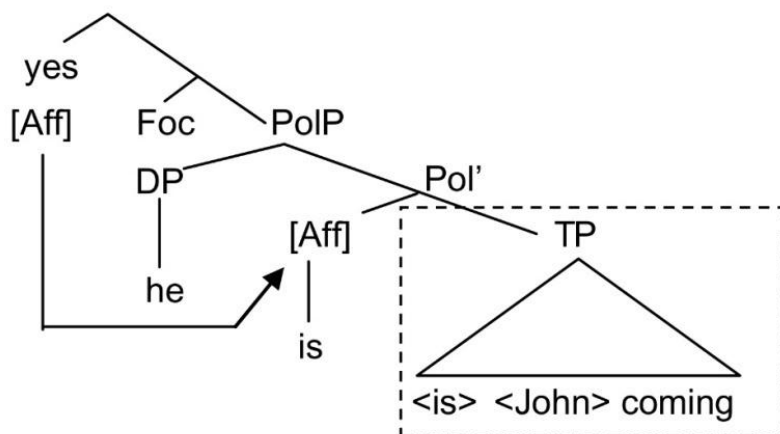 yes
[Aff] Foc PolP
DP Pol’
[Aff] TP
he
is
<is> <John> coming